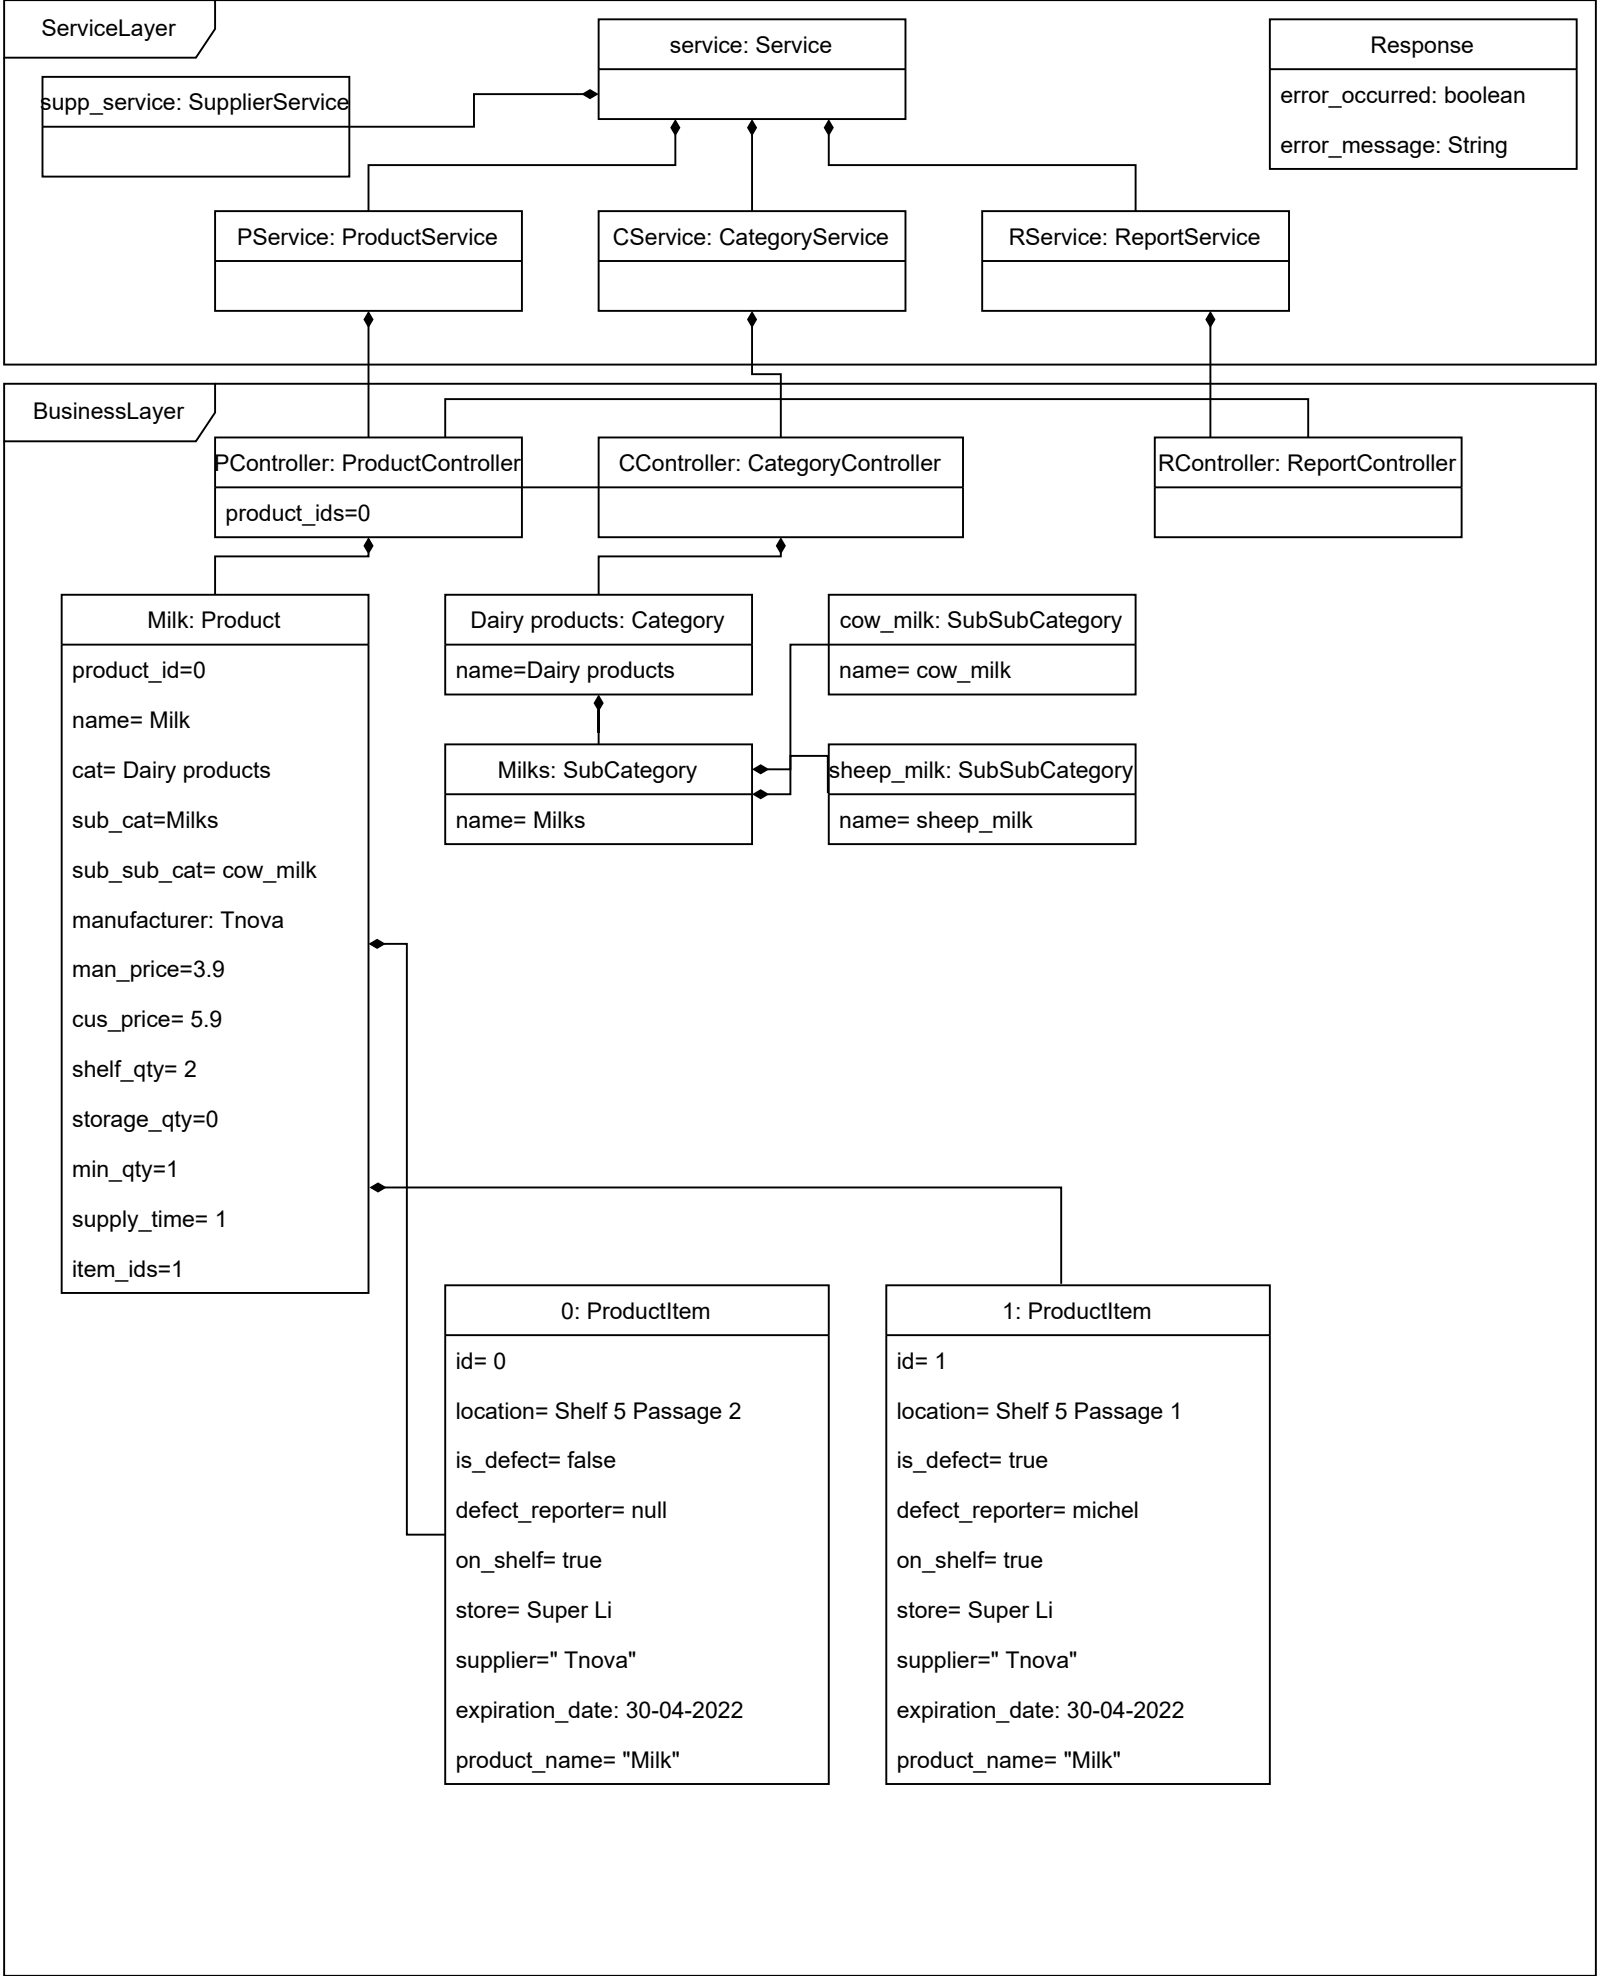 ServiceLayer
service: Service
Response
error_occurred: boolean
error_message: String
supp_service: SupplierService
PService: ProductService
CService: CategoryService
RService: ReportService
BusinessLayer
PController: ProductController
product_ids=0
CController: CategoryController
RController: ReportController
Milk: Product
product_id=0
name= Milk
cat= Dairy products
sub_cat=Milks
sub_sub_cat= cow_milk
manufacturer: Tnova
man_price=3.9
cus_price= 5.9
shelf_qty= 2
storage_qty=0
min_qty=1
supply_time= 1
item_ids=1
Dairy products: Category
name=Dairy products
cow_milk: SubSubCategory
name= cow_milk
Milks: SubCategory
name= Milks
sheep_milk: SubSubCategory
name= sheep_milk
0: ProductItem
id= 0
location= Shelf 5 Passage 2
is_defect= false
defect_reporter= null
on_shelf= true
store= Super Li
supplier=" Tnova"
expiration_date: 30-04-2022
product_name= "Milk"
1: ProductItem
id= 1
location= Shelf 5 Passage 1
is_defect= true
defect_reporter= michel
on_shelf= true
store= Super Li
supplier=" Tnova"
expiration_date: 30-04-2022
product_name= "Milk"